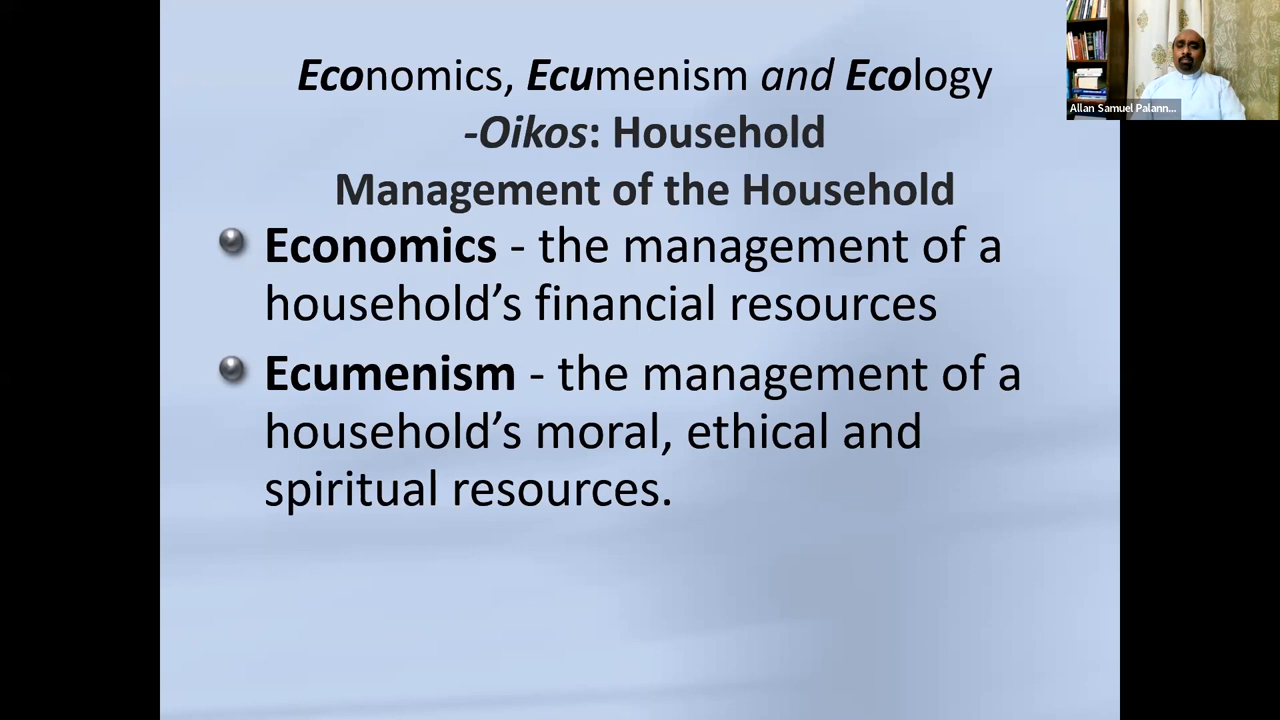 Economics, Ecumenism and Ecology
-Oikos: Household
Management of the Household
Economics - the management of a
household’s financial resources
Ecumenism - the management of a
household’s moral, ethical and
spiritual resources.
Allan Samuel Palann...